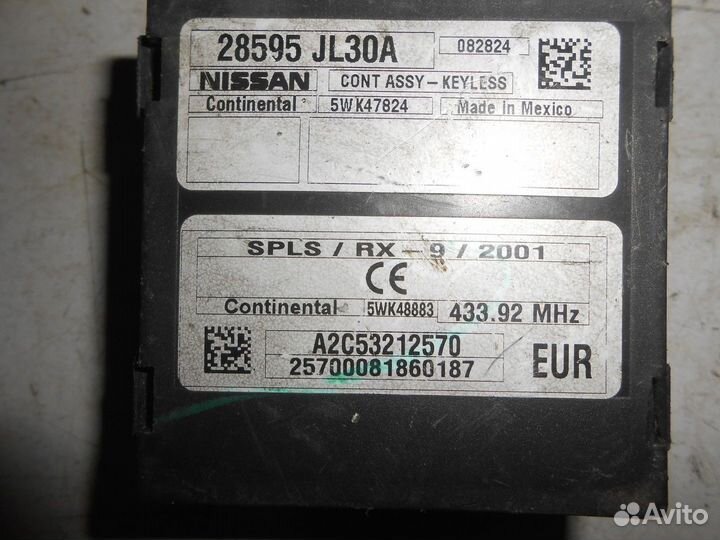 28595 JL30A 082824
NISSAN CONT ASSY-KEYLESS
Continental 5WK47824 Made In Mexico
SPLS / RX - 9 / 2001
CE
Continental 5WK48883 433.92 MHz
A2C53212570
25700081860187 EUR
Avito